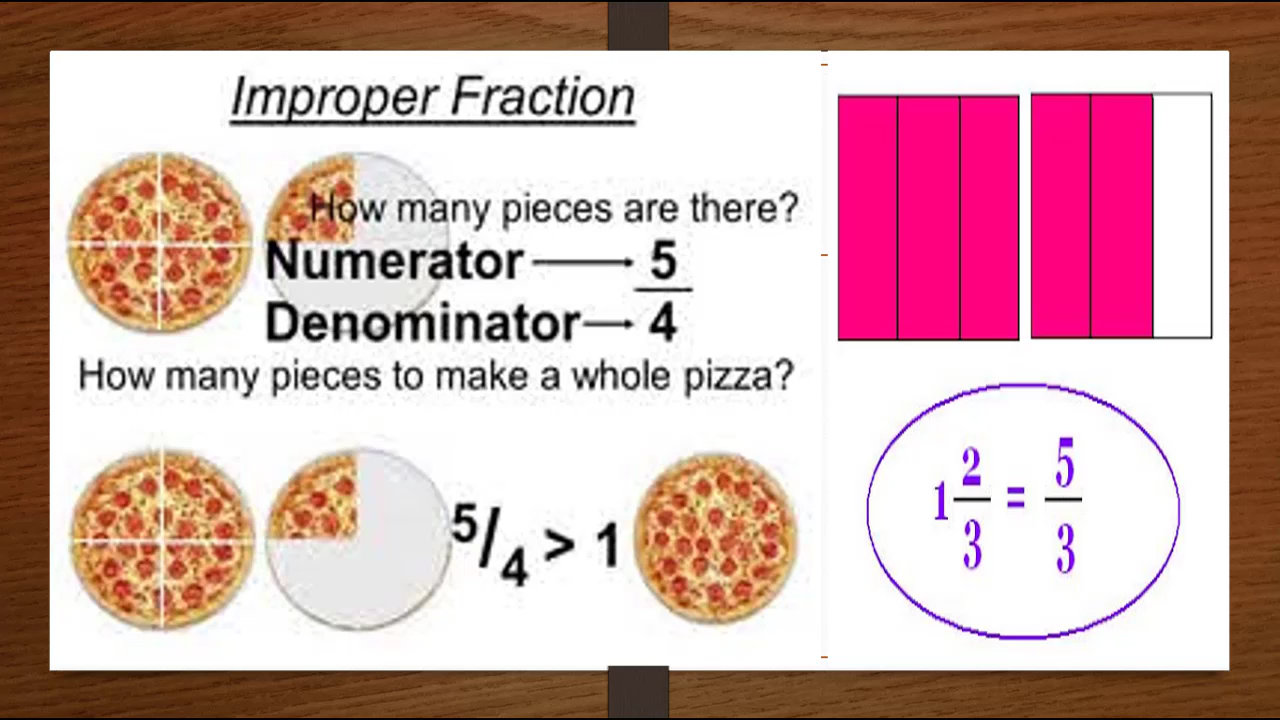 Improper Fraction
How many pieces are there?
Numerator → 5
Denominator → 4
How many pieces to make a whole pizza?
5/4 > 1
1 2/3 = 5/3